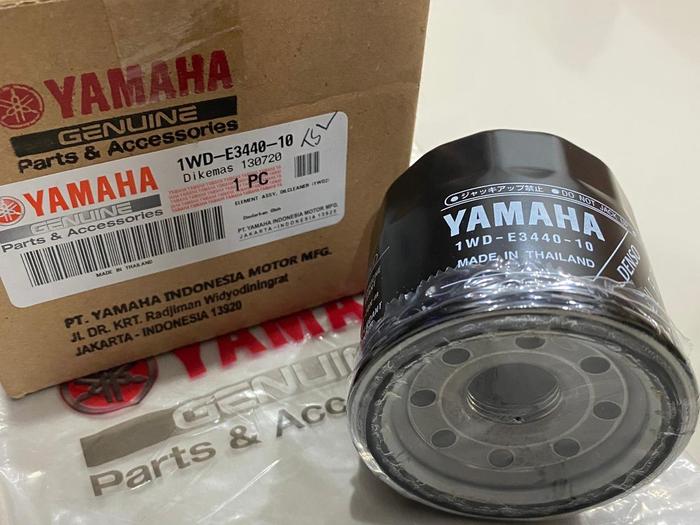 YAMAHA
GENUINE
Parts & Accessories
1WD-E3440-10
Dikemas 130720
1 PC
YAMAHA
GENUINE
Parts & Accessories
MADE IN THAILAND
ELEMENT ASSY, OILCLEANER (1WD2)
PT.YAMAHA INDONESIA MOTOR MFG.
JAKARTA-INDONESIA 13920
PT. YAMAHA INDONESIA MOTOR MFG.
JL. DR. KRT. Radjiman Widyodiningrat
JAKARTA - INDONESIA 13920
YAMAHA
GENUINE
Parts & Accessories
ジャッキアップ禁止 ● DO NOT JACK
YAMAHA
1WD-E3440-10
MADE IN THAILAND
DENSO